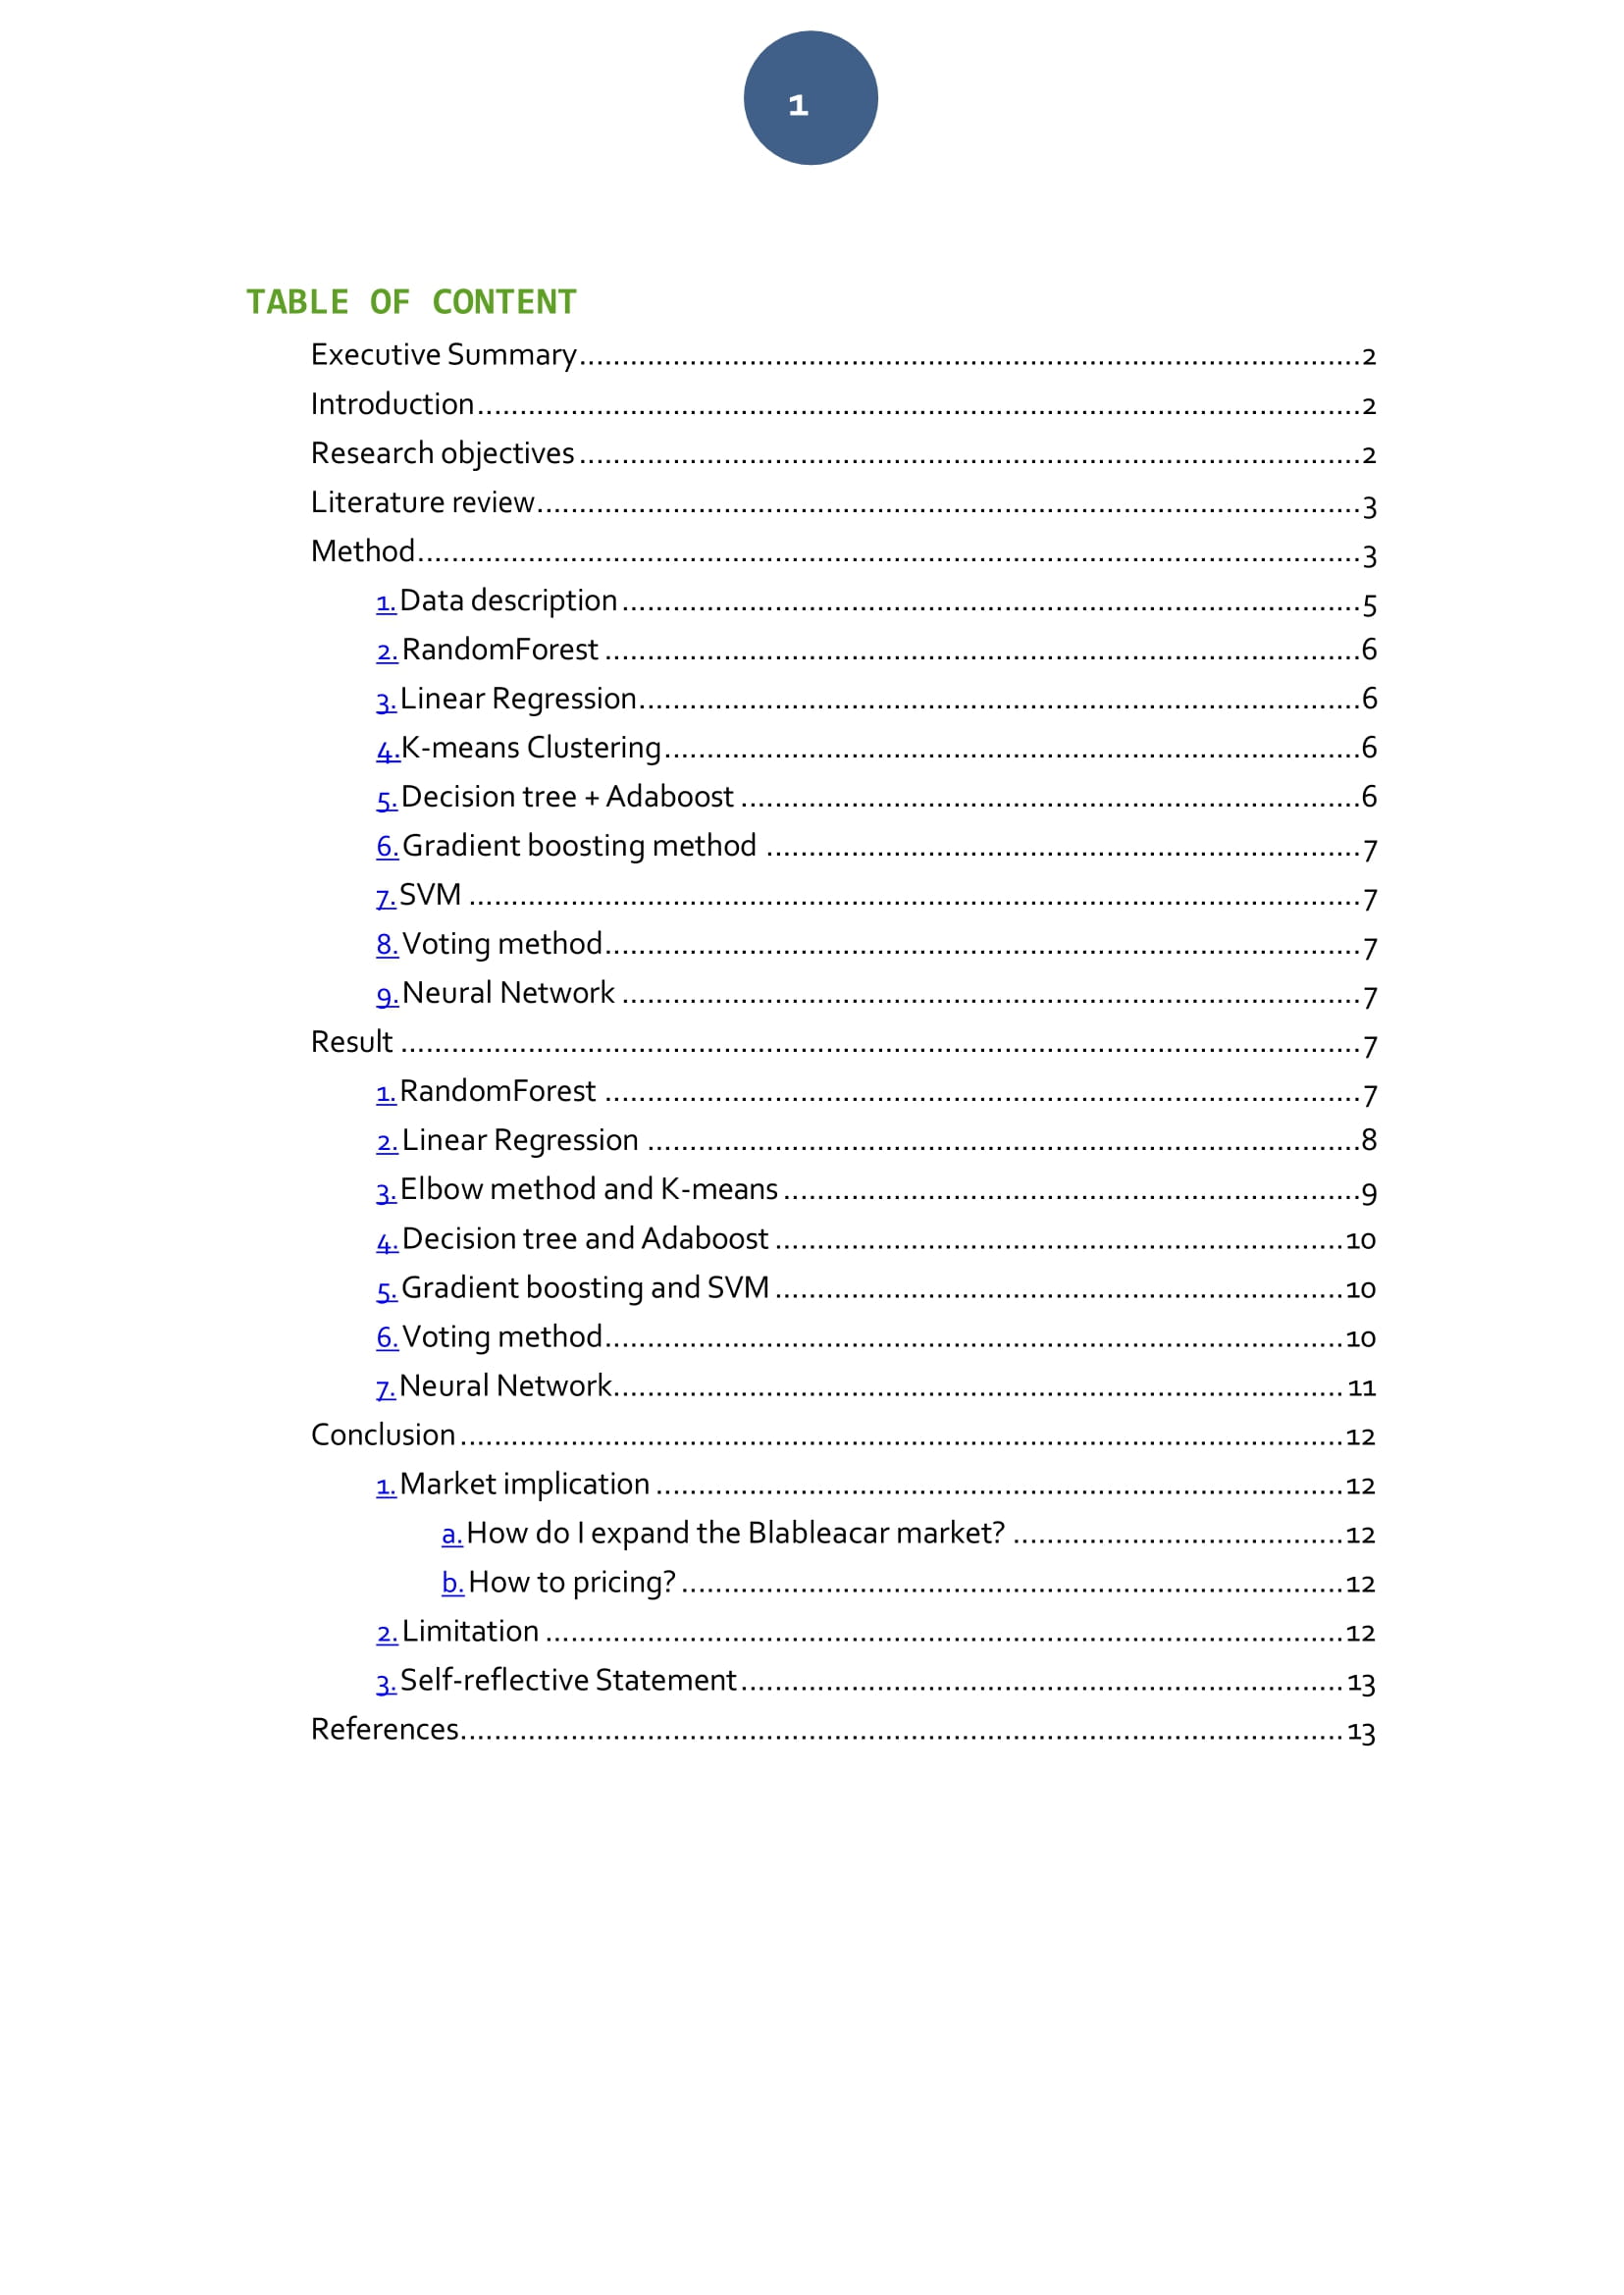 1
TABLE OF CONTENT
Executive Summary........................................................2
Introduction........................................................2
Research objectives........................................................2
Literature review........................................................3
Method........................................................3
1. Data description........................................................5
2. RandomForest........................................................6
3. Linear Regression........................................................6
4. K-means Clustering........................................................6
5. Decision tree + Adaboost........................................................6
6. Gradient boosting method........................................................7
7. SVM........................................................7
8. Voting method........................................................7
9. Neural Network........................................................7
Result........................................................7
1. RandomForest........................................................7
2. Linear Regression........................................................8
3. Elbow method and K-means........................................................9
4. Decision tree and Adaboost........................................................10
5. Gradient boosting and SVM........................................................10
6. Voting method........................................................10
7. Neural Network........................................................11
Conclusion........................................................12
1. Market implication........................................................12
a. How do I expand the Blableacar market?........................................................12
b. How to pricing?........................................................12
2. Limitation........................................................12
3. Self-reflective Statement........................................................13
References........................................................13